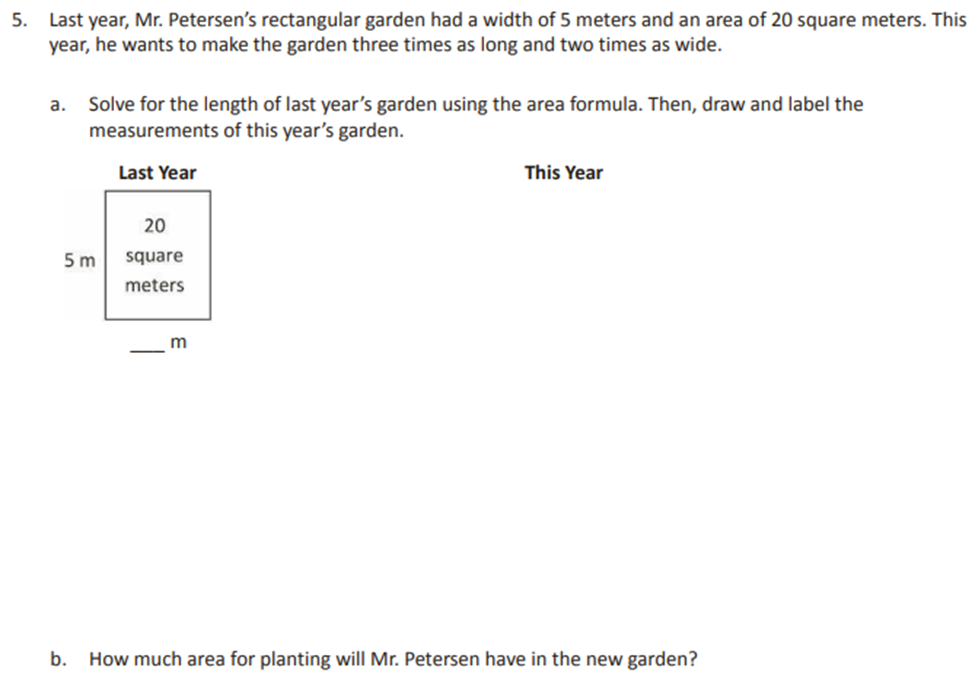 5. Last year, Mr. Petersen’s rectangular garden had a width of 5 meters and an area of 20 square meters. This
year, he wants to make the garden three times as long and two times as wide.
a. Solve for the length of last year’s garden using the area formula. Then, draw and label the
measurements of this year’s garden.
Last Year This Year
20
5 m square
meters
___ m
b. How much area for planting will Mr. Petersen have in the new garden?